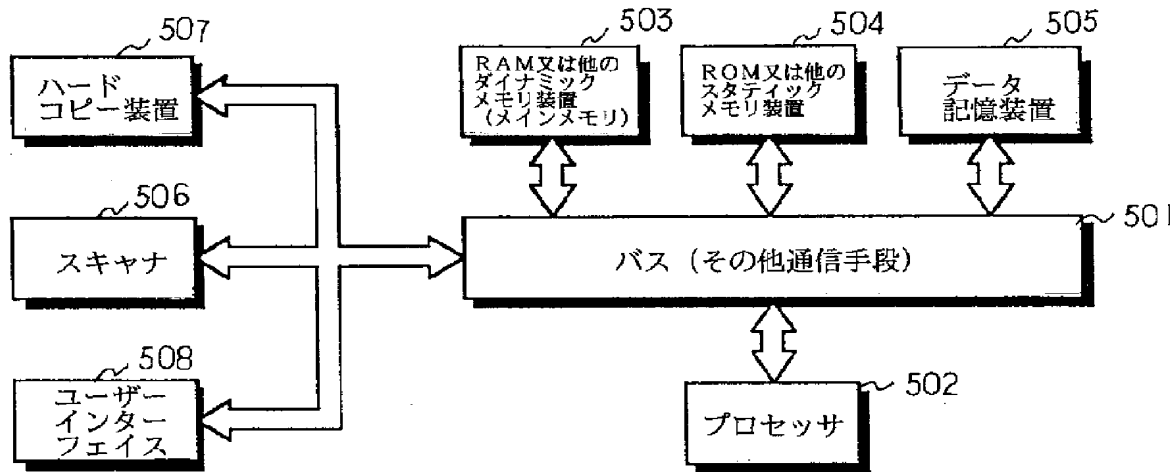 507
ハード
コピー装置
503
RAM又は他の
ダイナミック
メモリ装置
(メインメモリ)
504
ROM又は他の
スタティック
メモリ装置
505
データ
記憶装置
506
スキャナ
501
バス(その他通信手段)
508
ユーザー
インター
フェイス
502
プロセッサ